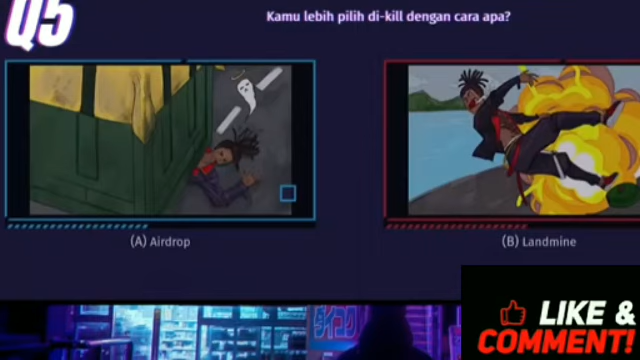 Q5
Kamu lebih pilih di-kill dengan cara apa?
(A) Airdrop
(B) Landmine
LIKE &
COMMENT!